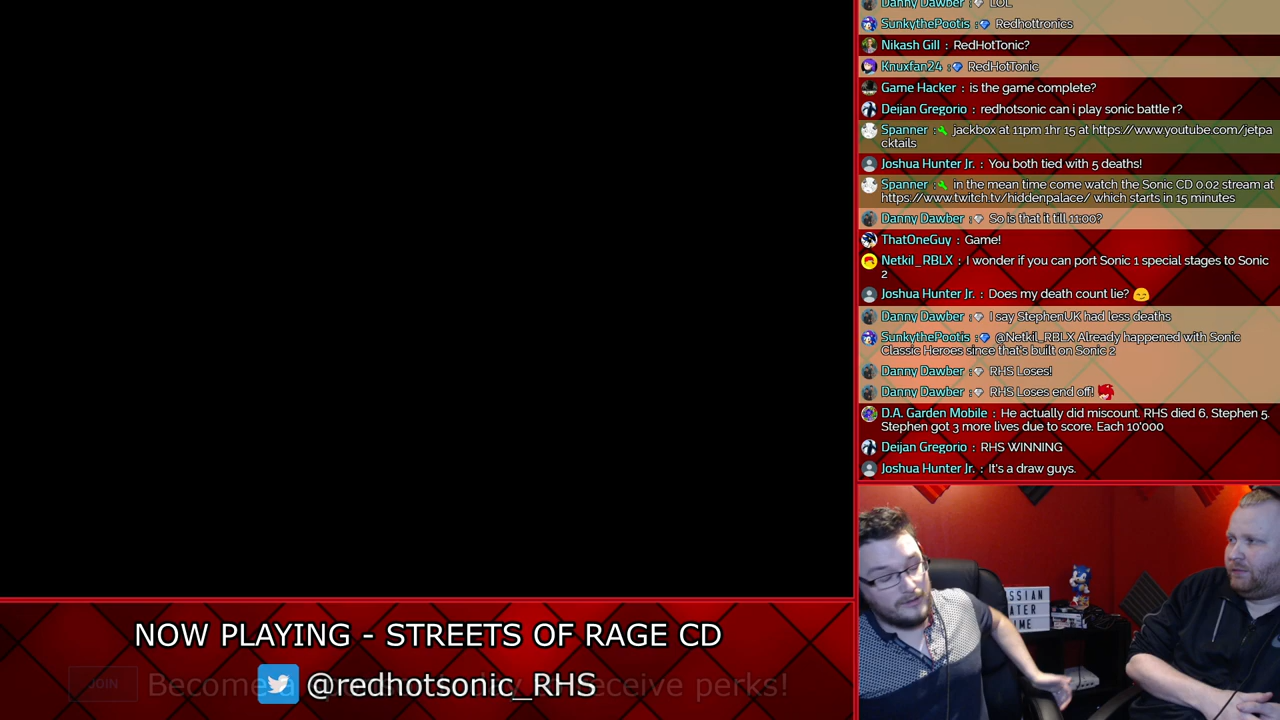 Danny Dawber : LOL
SunkythePootis : Redhottronics
Nikash Gill : RedHotTonic?
Knuxfan24 : RedHotTonic
Game Hacker : is the game complete?
Deijan Gregorio : redhotsonic can i play sonic battle r?
Spanner : jackbox at 11pm 1hr 15 at https://www.youtube.com/jetpa
cktails
Joshua Hunter Jr. : You both tied with 5 deaths!
Spanner : in the mean time come watch the Sonic CD 0.02 stream at
https://www.twitch.tv/hiddenpalace/ which starts in 15 minutes
Danny Dawber : So is that it till 11:00?
ThatOneGuy : Game!
Netkil_RBLX : I wonder if you can port Sonic 1 special stages to Sonic
2
Joshua Hunter Jr. : Does my death count lie? 😏
Danny Dawber : I say StephenUK had less deaths
SunkythePootis : @Netkil_RBLX Already happened with Sonic
Classic Heroes since that's built on Sonic 2
Danny Dawber : RHS Loses!
Danny Dawber : RHS Loses end off!
D.A. Garden Mobile : He actually did miscount. RHS died 6, Stephen 5.
Stephen got 3 more lives due to score. Each 10'000
Deijan Gregorio : RHS WINNING
Joshua Hunter Jr. : It's a draw guys.
SSIAN
ATER
IME
NOW PLAYING - STREETS OF RAGE CD
@redhotsonic_RHS
JOIN
Become a receive perks!